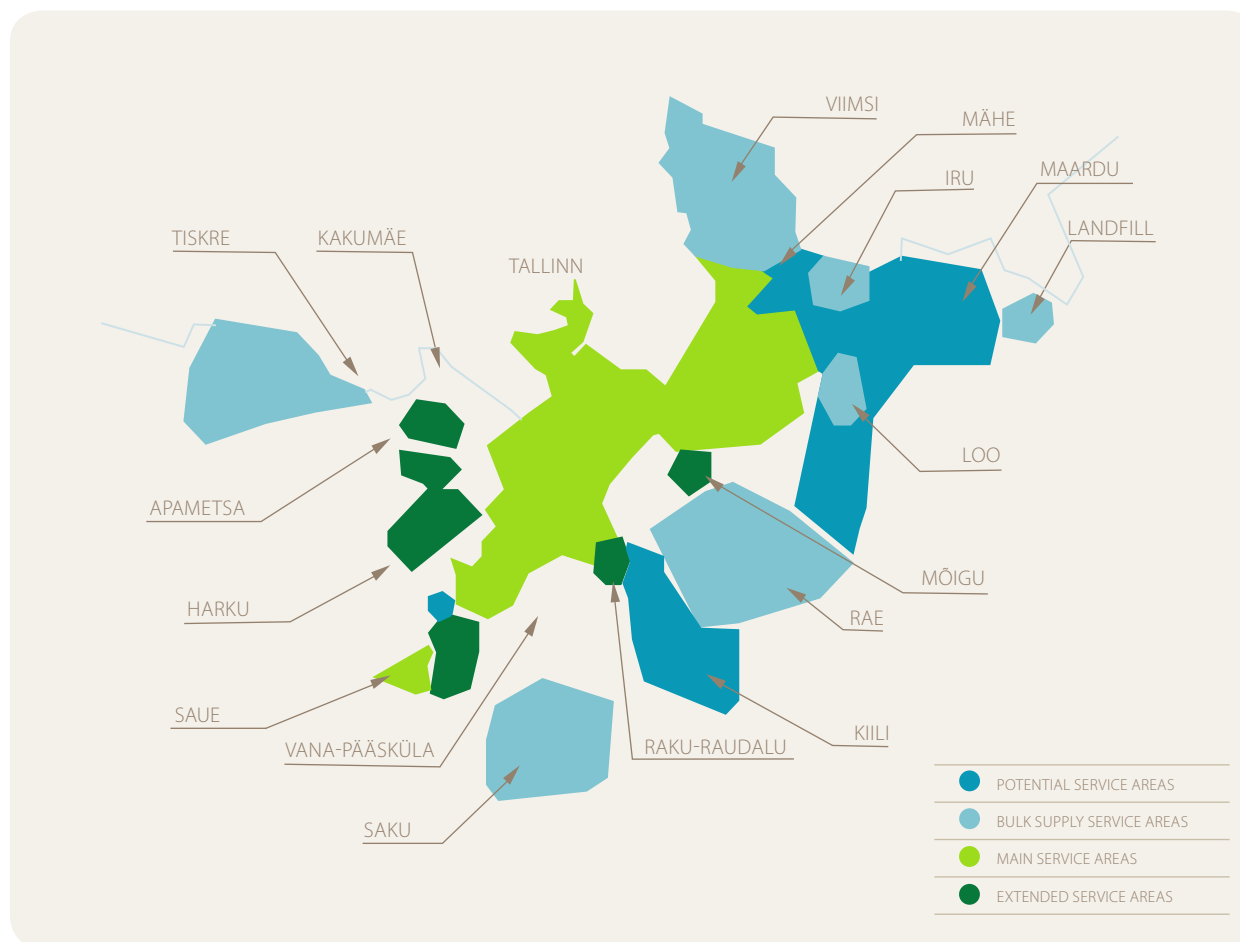 VIIMSI
MÄHE
MAARDU
IRU
LANDFILL
TISKRE
KAKUMÄE
TALLINN
LOO
APAMETSA
MÕIGU
HARKU
RAE
SAUE
KIILI
VANA-PÄÄSKÜLA
RAKU-RAUDALU
SAKU
POTENTIAL SERVICE AREAS
BULK SUPPLY SERVICE AREAS
MAIN SERVICE AREAS
EXTENDED SERVICE AREAS